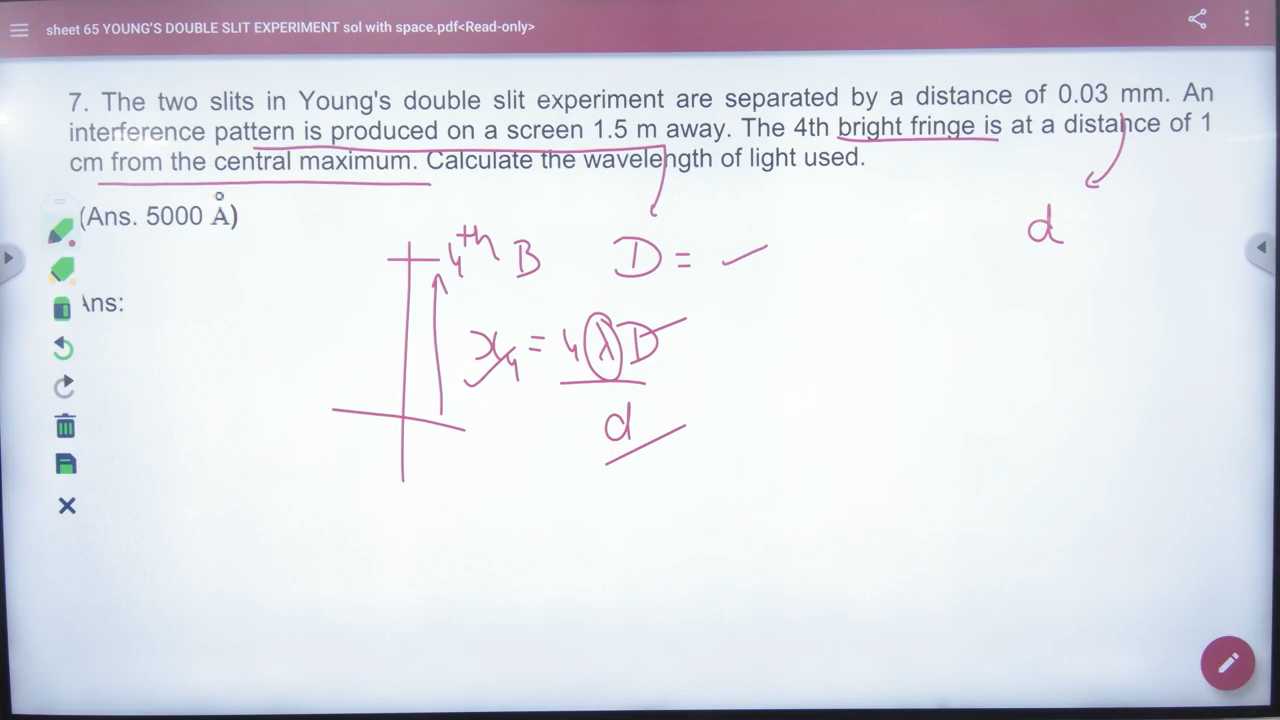 sheet 65 YOUNG'S DOUBLE SLIT EXPERIMENT sol with space.pdf<Read-only>
7. The two slits in Young's double slit experiment are separated by a distance of 0.03 mm. An
interference pattern is produced on a screen 1.5 m away. The 4th bright fringe is at a distance of 1
cm from the central maximum. Calculate the wavelength of light used.
(Ans. 5000 Å)
d
4th B D =
Ans:
x4 = 4λD
d